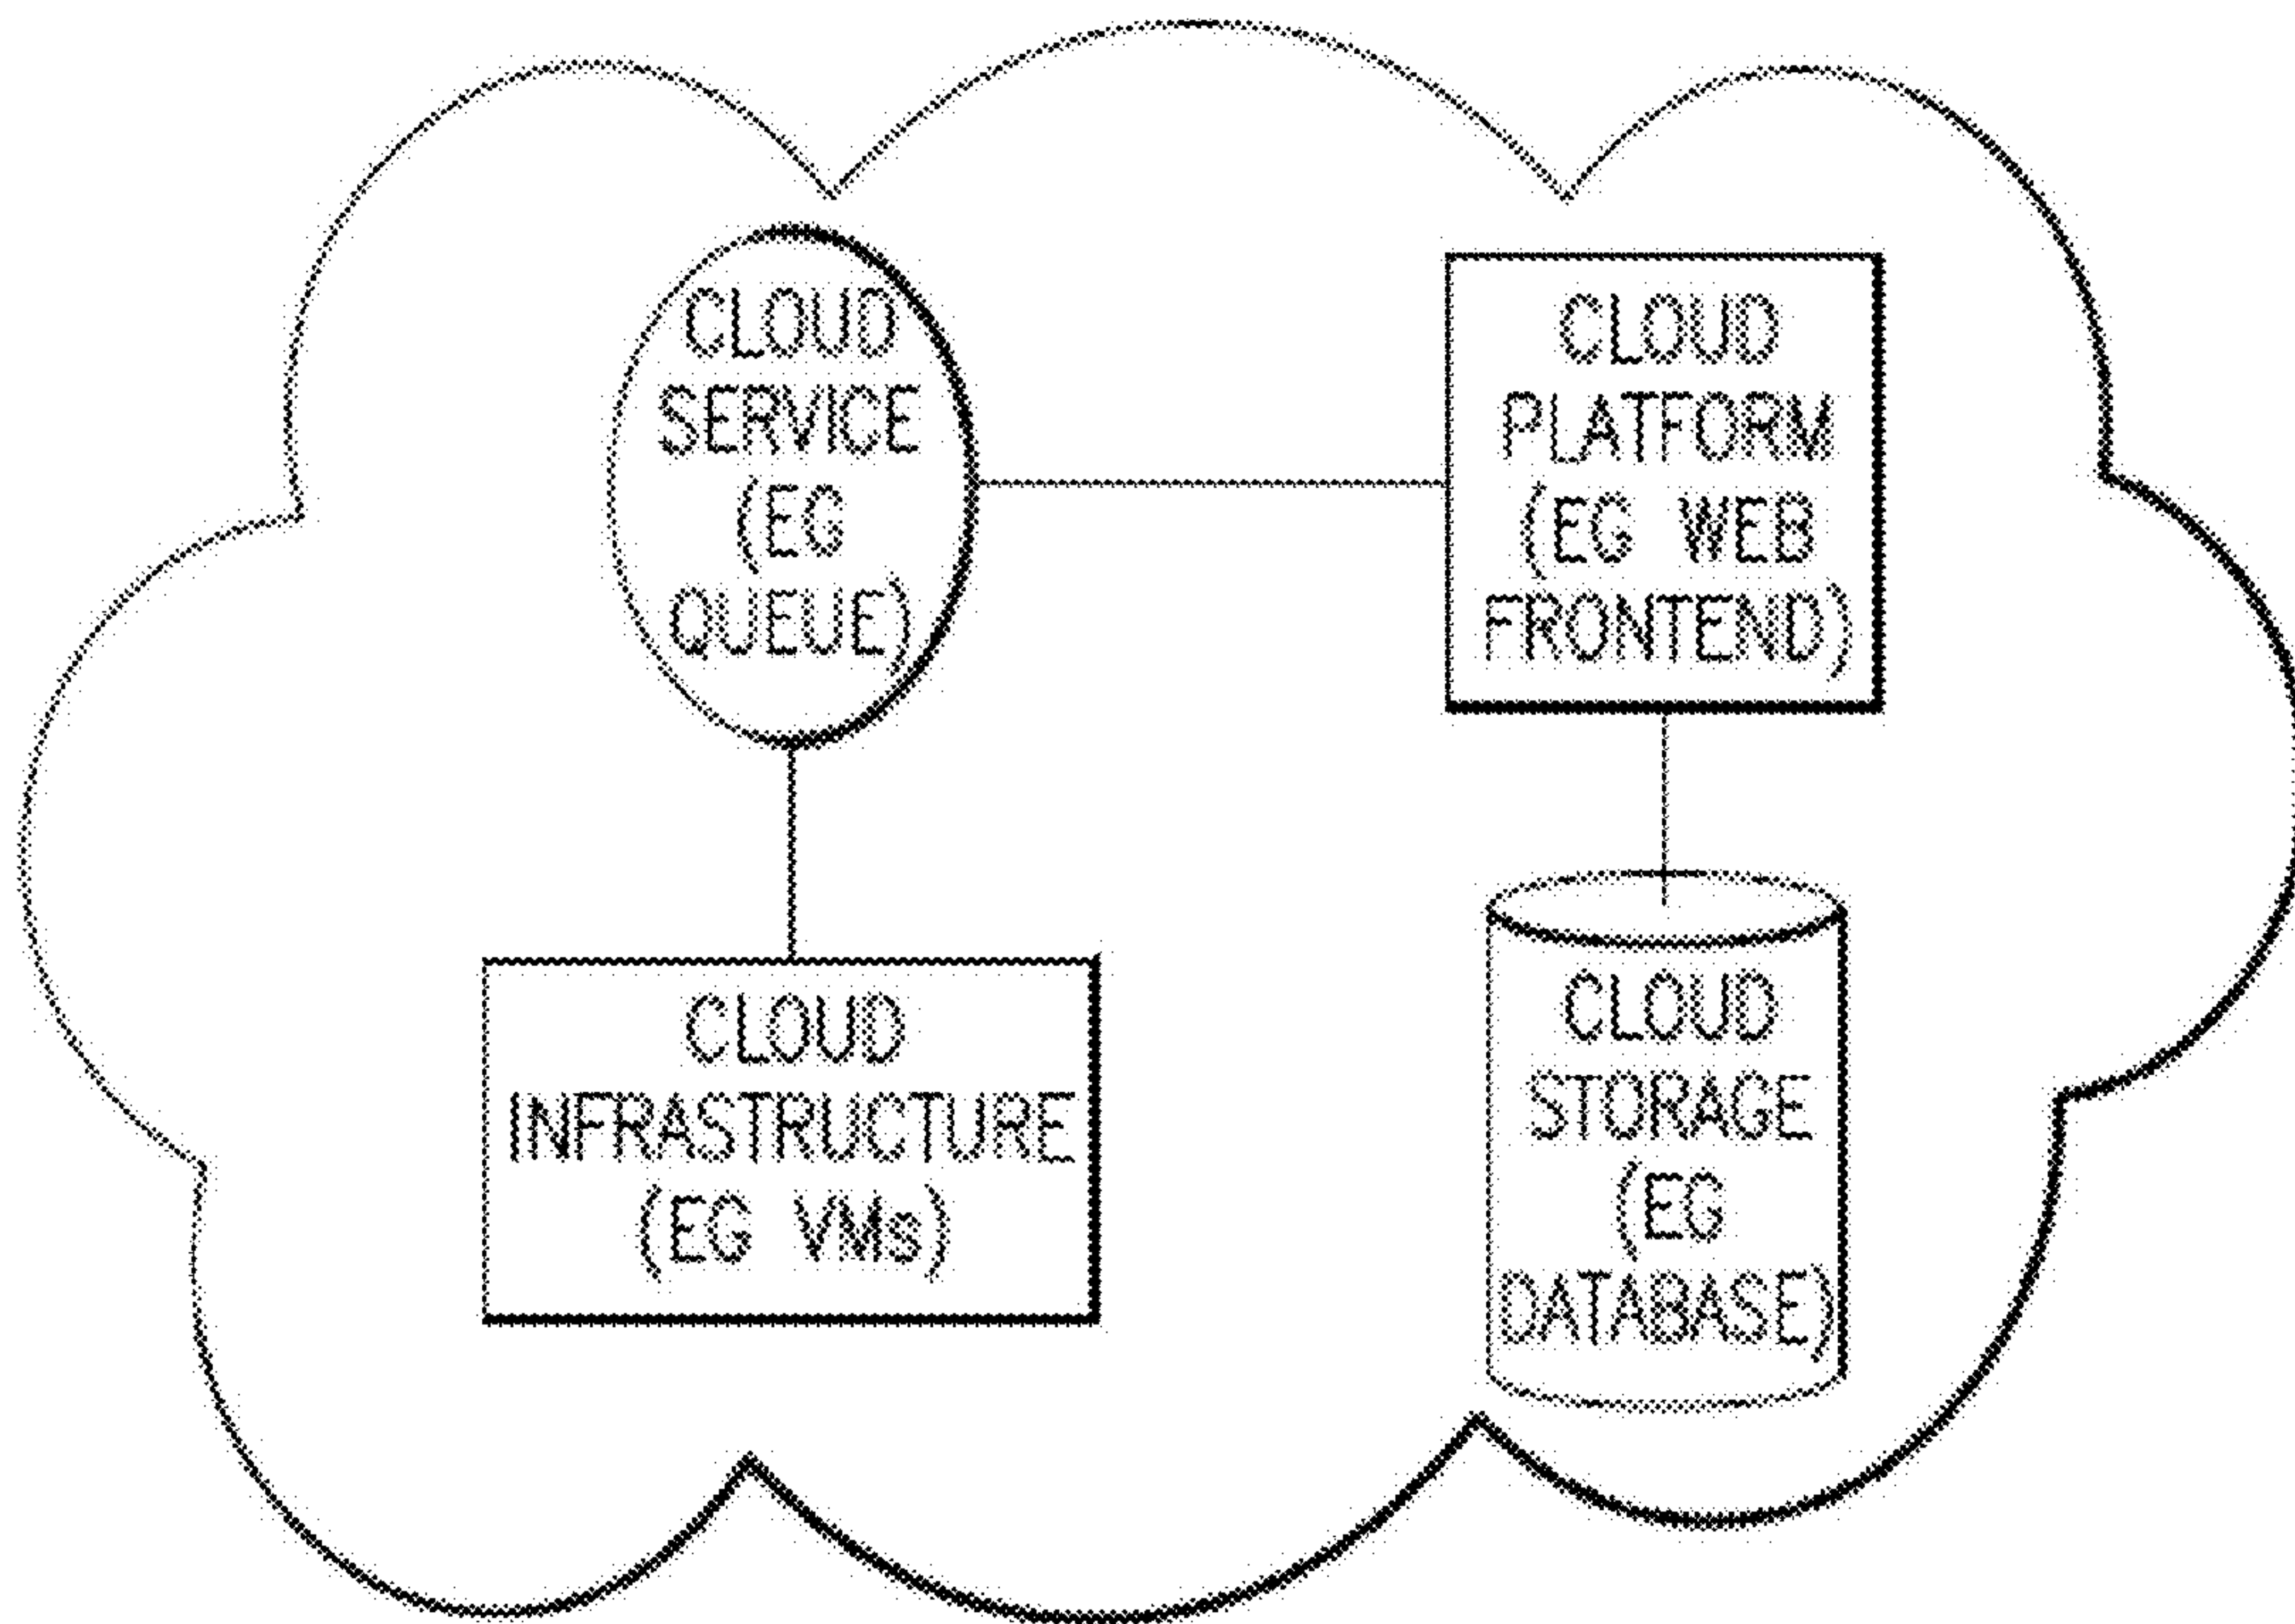 CLOUD
SERVICE
(EG
QUEUE)
CLOUD
PLATFORM
(EG WEB
FRONTEND)
CLOUD
INFRASTRUCTURE
(EG VMs)
CLOUD
STORAGE
(EG
DATABASE)